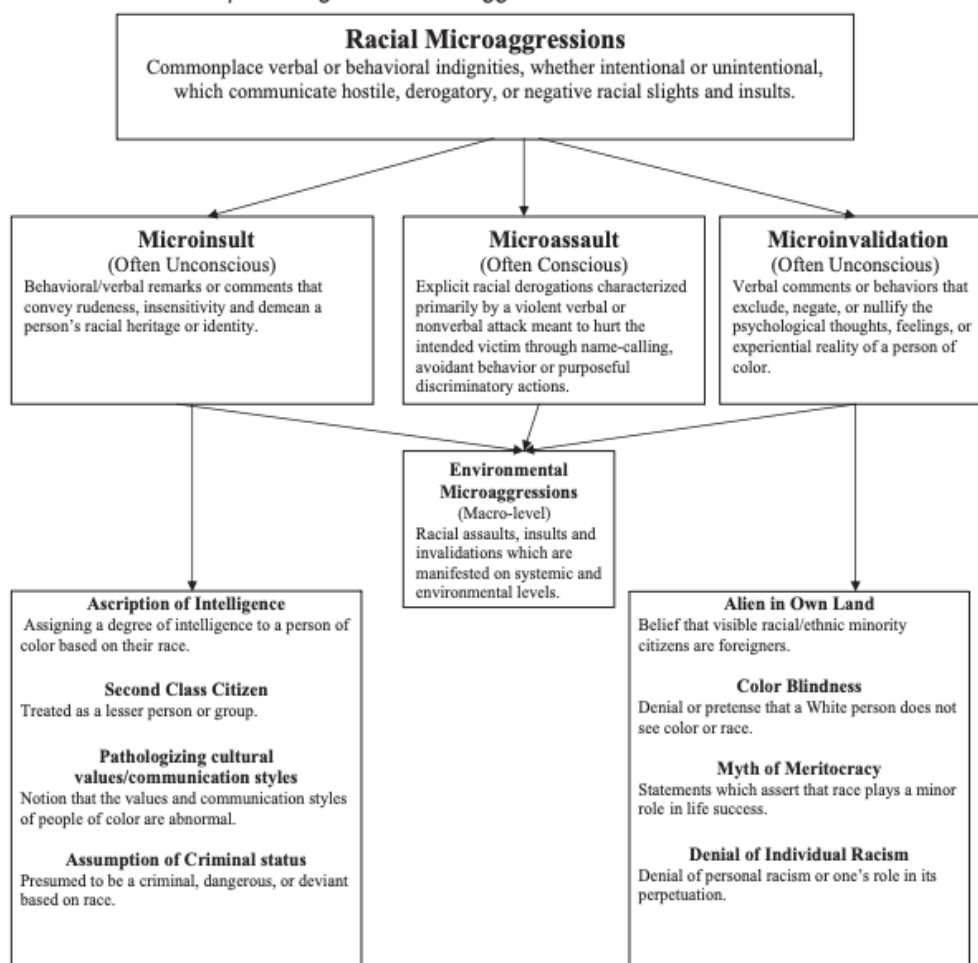 Racial Microaggressions
Commonplace verbal or behavioral indignities, whether intentional or unintentional,
which communicate hostile, derogatory, or negative racial slights and insults.
Microinsult
(Often Unconscious)
Behavioral/verbal remarks or comments that
convey rudeness, insensitivity and demean a
person's racial heritage or identity.
Microassault
(Often Conscious)
Explicit racial derogations characterized
primarily by a violent verbal or
nonverbal attack meant to hurt the
intended victim through name-calling,
avoidant behavior or purposeful
discriminatory actions.
Microinvalidation
(Often Unconscious)
Verbal comments or behaviors that
exclude, negate, or nullify the
psychological thoughts, feelings, or
experiential reality of a person of
color.
Environmental
Microaggressions
(Macro-level)
Racial assaults, insults and
invalidations which are
manifested on systemic and
environmental levels.
Ascription of Intelligence
Assigning a degree of intelligence to a person of
color based on their race.
Second Class Citizen
Treated as a lesser person or group.
Pathologizing cultural
values/communication styles
Notion that the values and communication styles
of people of color are abnormal.
Assumption of Criminal status
Presumed to be a criminal, dangerous, or deviant
based on race.
Alien in Own Land
Belief that visible racial/ethnic minority
citizens are foreigners.
Color Blindness
Denial or pretense that a White person does not
see color or race.
Myth of Meritocracy
Statements which assert that race plays a minor
role in life success.
Denial of Individual Racism
Denial of personal racism or one's role in its
perpetuation.